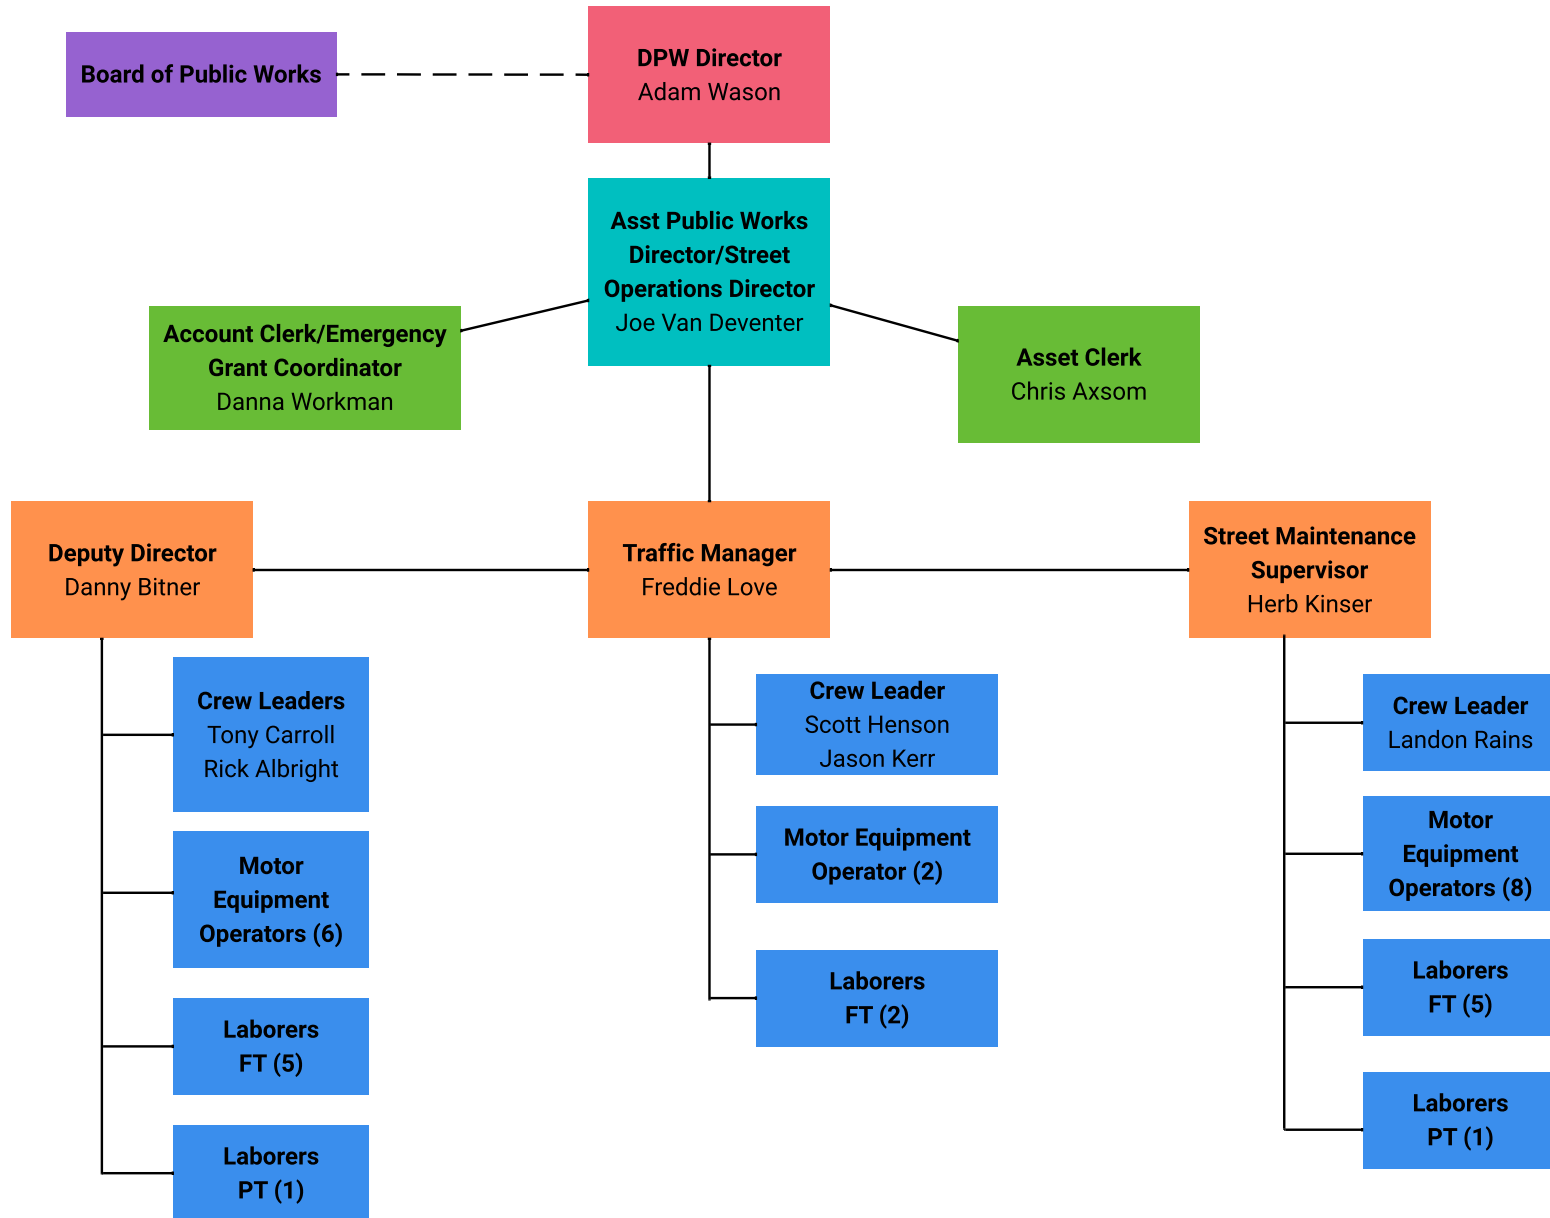 Board of Public Works
DPW Director
Adam Wason
Asst Public Works
Director/Street
Operations Director
Joe Van Deventer
Account Clerk/Emergency
Grant Coordinator
Danna Workman
Asset Clerk
Chris Axsom
Deputy Director
Danny Bitner
Traffic Manager
Freddie Love
Street Maintenance
Supervisor
Herb Kinser
Crew Leaders
Tony Carroll
Rick Albright
Motor
Equipment
Operators (6)
Laborers
FT (5)
Laborers
PT (1)
Crew Leader
Scott Henson
Jason Kerr
Motor Equipment
Operator (2)
Laborers
FT (2)
Crew Leader
Landon Rains
Motor
Equipment
Operators (8)
Laborers
FT (5)
Laborers
PT (1)